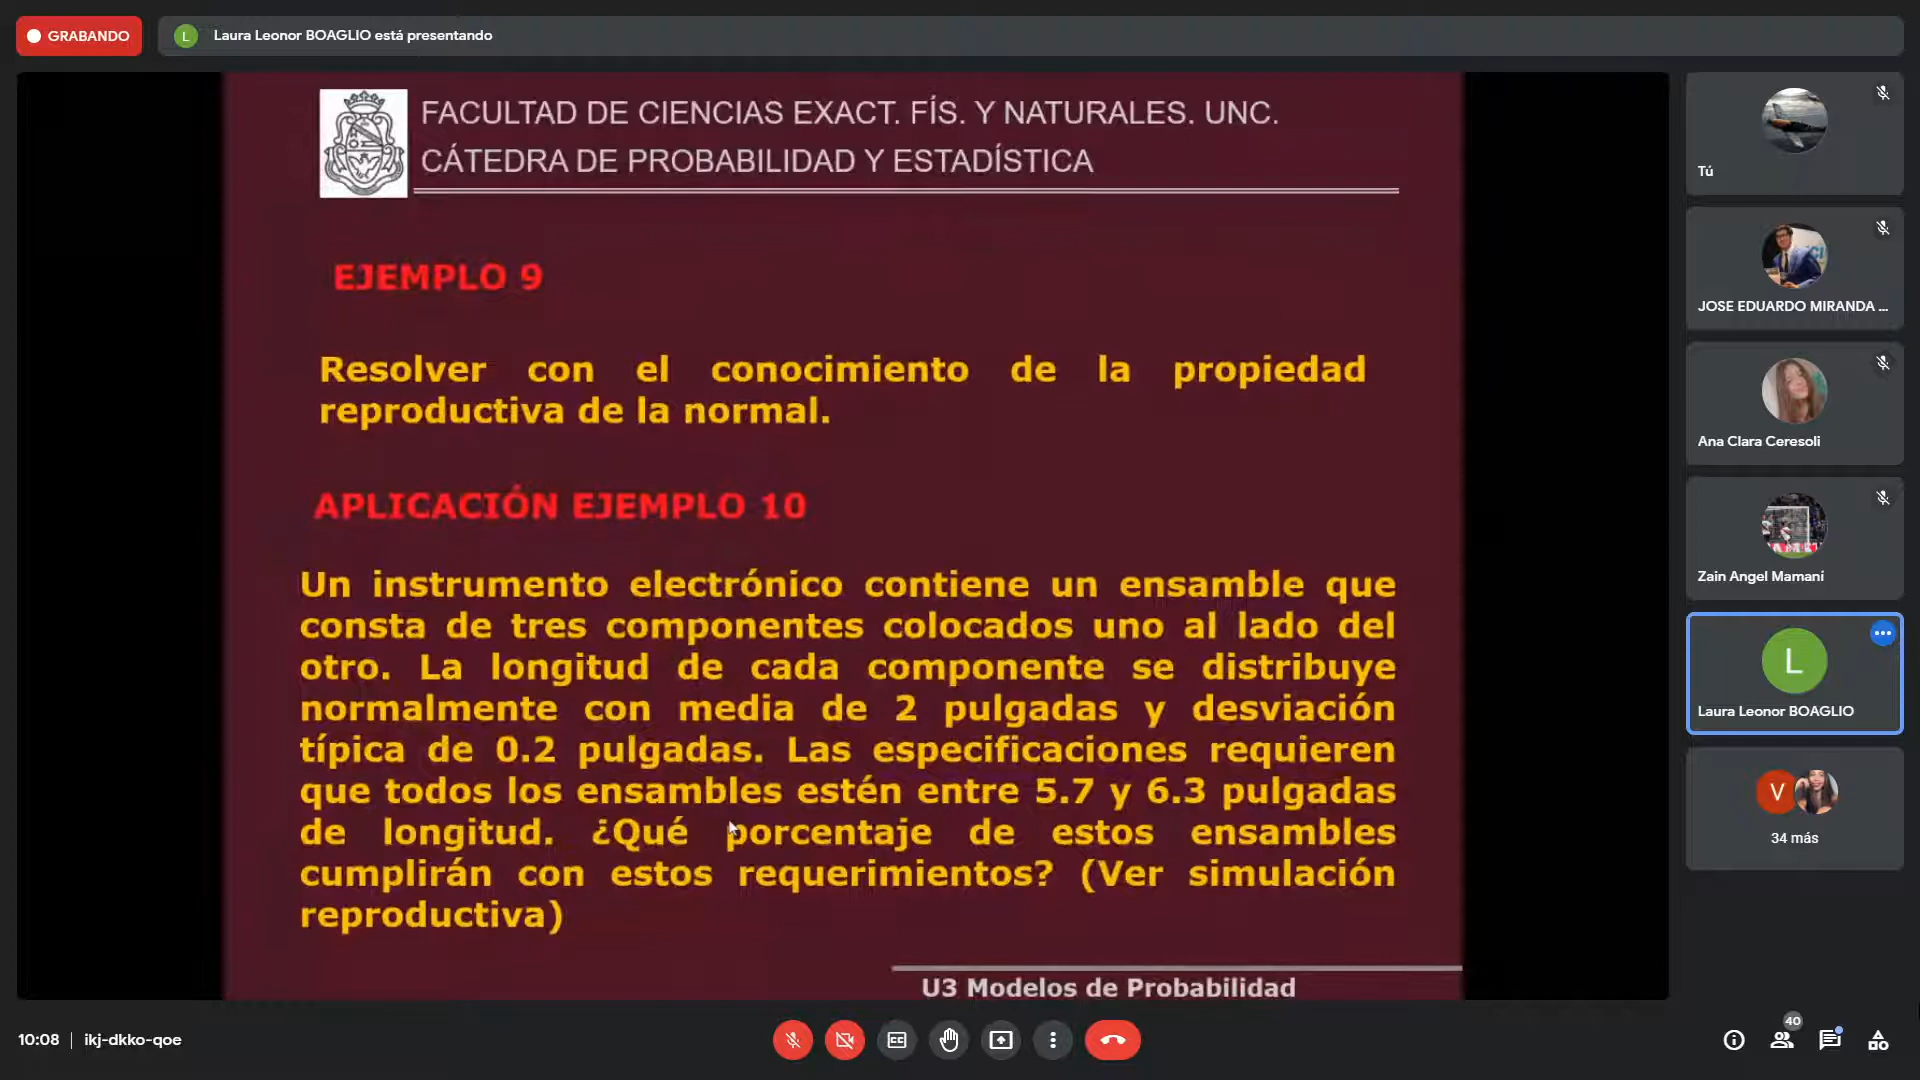 GRABANDO
L
Laura Leonor BOAGLIO está presentando
FACULTAD DE CIENCIAS EXACT. FÍS. Y NATURALES. UNC.
CÁTEDRA DE PROBABILIDAD Y ESTADÍSTICA
EJEMPLO 9
Resolver con el conocimiento de la propiedad
reproductiva de la normal.
APLICACIÓN EJEMPLO 10
Un instrumento electrónico contiene un ensamble que
consta de tres componentes colocados uno al lado del
otro. La longitud de cada componente se distribuye
normalmente con media de 2 pulgadas y desviación
típica de 0.2 pulgadas. Las especificaciones requieren
que todos los ensambles estén entre 5.7 y 6.3 pulgadas
de longitud. ¿Qué porcentaje de estos ensambles
cumplirán con estos requerimientos? (Ver simulación
reproductiva)
U3 Modelos de Probabilidad
Tú
JOSE EDUARDO MIRANDA ...
Ana Clara Ceresoli
Zain Angel Mamaní
L
Laura Leonor BOAGLIO
V
34 más
10:08 | ikj-dkko-qoe
40